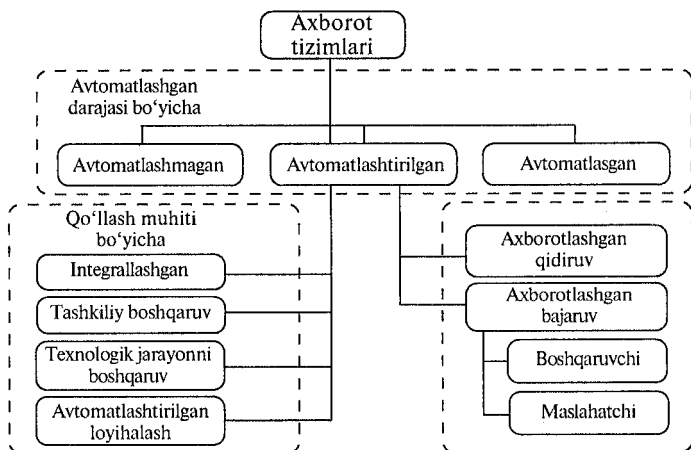 Axborot
tizimlari
Avtomatlashgan
darajasi bo‘yicha
Avtomatlashmagan
Avtomatlashtirilgan
Avtomatlasgan
Qo‘llash muhiti
bo‘yicha
Integrallashgan
Tashkiliy boshqaruv
Texnologik jarayonni
boshqaruv
Avtomatlashtirilgan
loyihalash
Axborotlashgan
qidiruv
Axborotlashgan
bajaruv
Boshqaruvchi
Maslahatchi